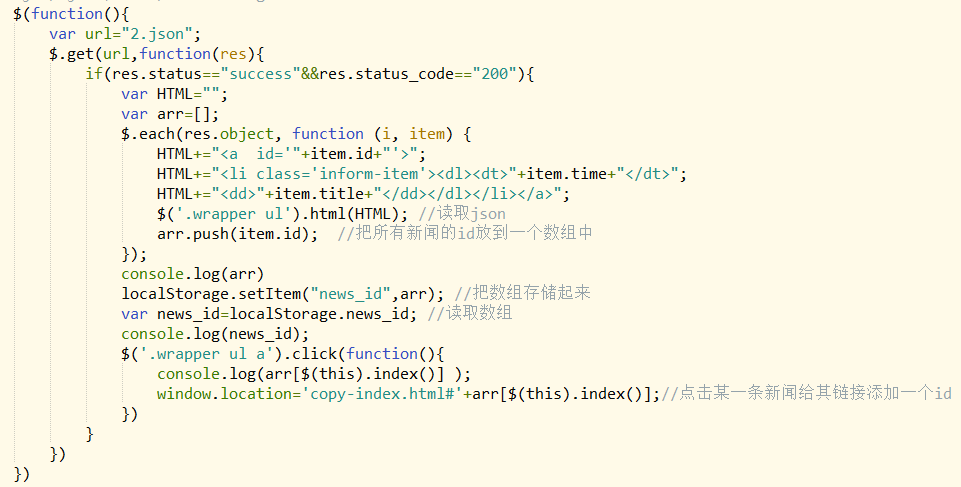 $(function(){
    var url="2.json";
    $.get(url,function(res){
        if(res.status=="success"&&res.status_code=="200"){
            var HTML="";
            var arr=[];
            $.each(res.object, function (i, item) {
                HTML+="<a  id='"+item.id+"'>";
                HTML+="<li class='inform-item'><dl><dt>"+item.time+"</dt>";
                HTML+="<dd>"+item.title+"</dd></dl></li></a>";
                $('.wrapper ul').html(HTML); //读取json
                arr.push(item.id);  //把所有新闻的id放到一个数组中
            });
            console.log(arr)
            localStorage.setItem("news_id",arr); //把数组存储起来
            var news_id=localStorage.news_id; //读取数组
            console.log(news_id);
            $('.wrapper ul a').click(function(){
                console.log(arr[$(this).index()] );
                window.location='copy-index.html#'+arr[$(this).index()];//点击某一条新闻给其链接添加一个id
            })
        }
    })
})